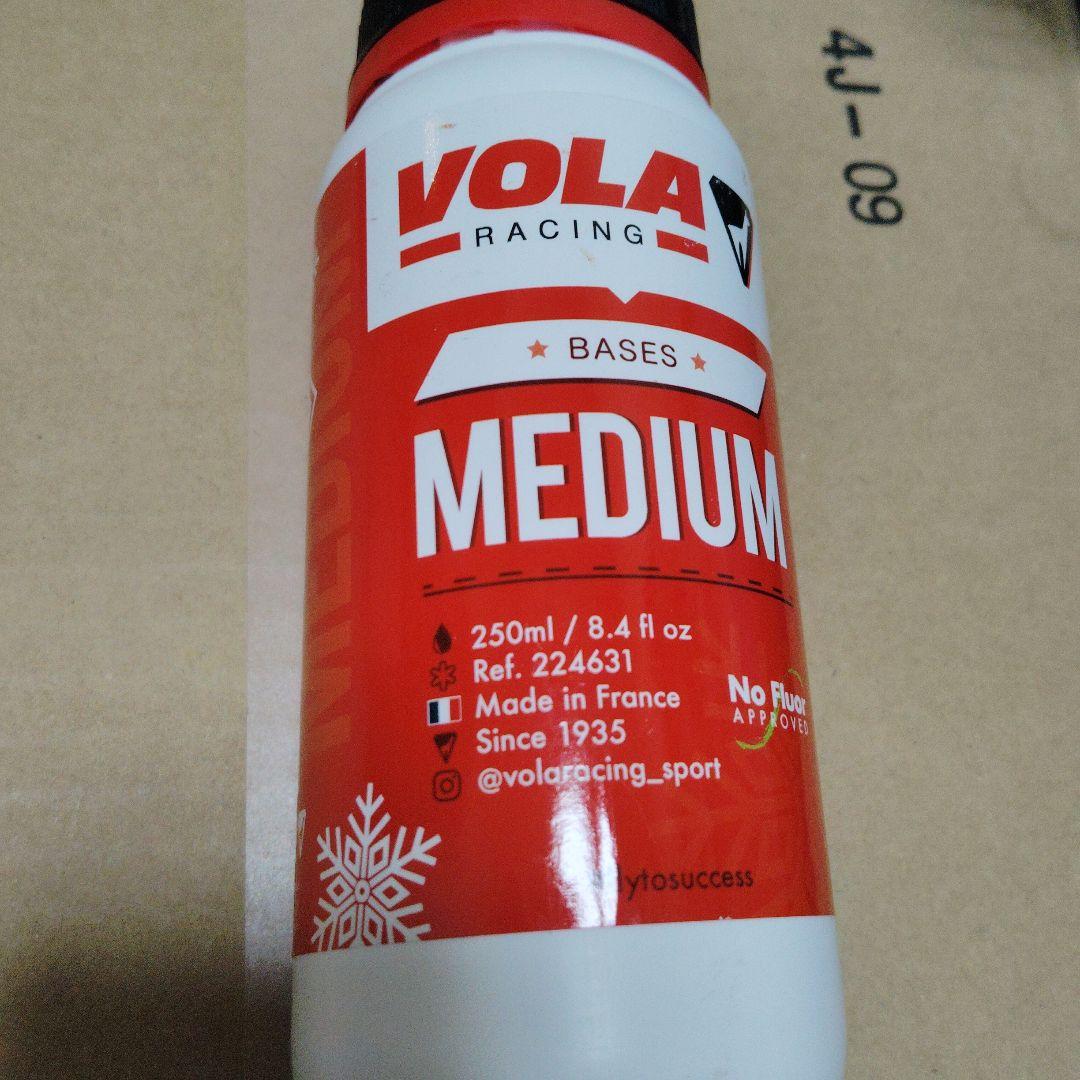 4J-09
VOLA
RACING
BASES
MEDIUM
250ml / 8.4 fl oz
Ref. 224631
Made in France
Since 1935
@volaracing_sport
No Fluor
APPROVED
MEDIUM